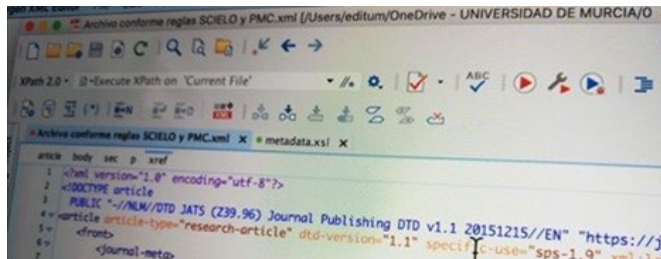 Archivo conforme reglas SCIELO y PMC.xml [/Users/editum/OneDrive - UNIVERSIDAD DE MURCIA/O
XPath 2.0 Execute XPath on 'Current File'
ABC
Archivo conforme reglas SCIELO y PMC.xml X metadata.xsl X
article body sec p xref
1 <?xml version="1.0" encoding="utf-8"?>
2 <!DOCTYPE article
3 PUBLIC "-//NLM//DTD JATS (Z39.96) Journal Publishing DTD v1.1 20151215//EN" "https://j
4 <article article-type="research-article" dtd-version="1.1" specific-use="sps-1.9"
5 <front>
6 <journal-meta>
7